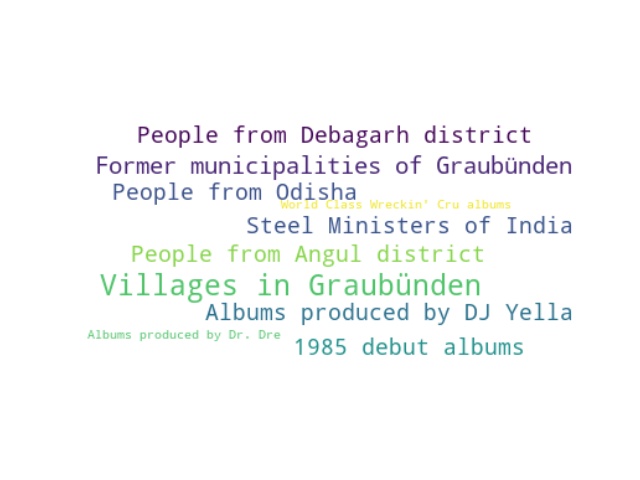 People from Debagarh district
Former municipalities of Graubünden
People from Odisha
World Class Wreckin' Cru albums
Steel Ministers of India
People from Angul district
Villages in Graubünden
Albums produced by DJ Yella
Albums produced by Dr. Dre
1985 debut albums